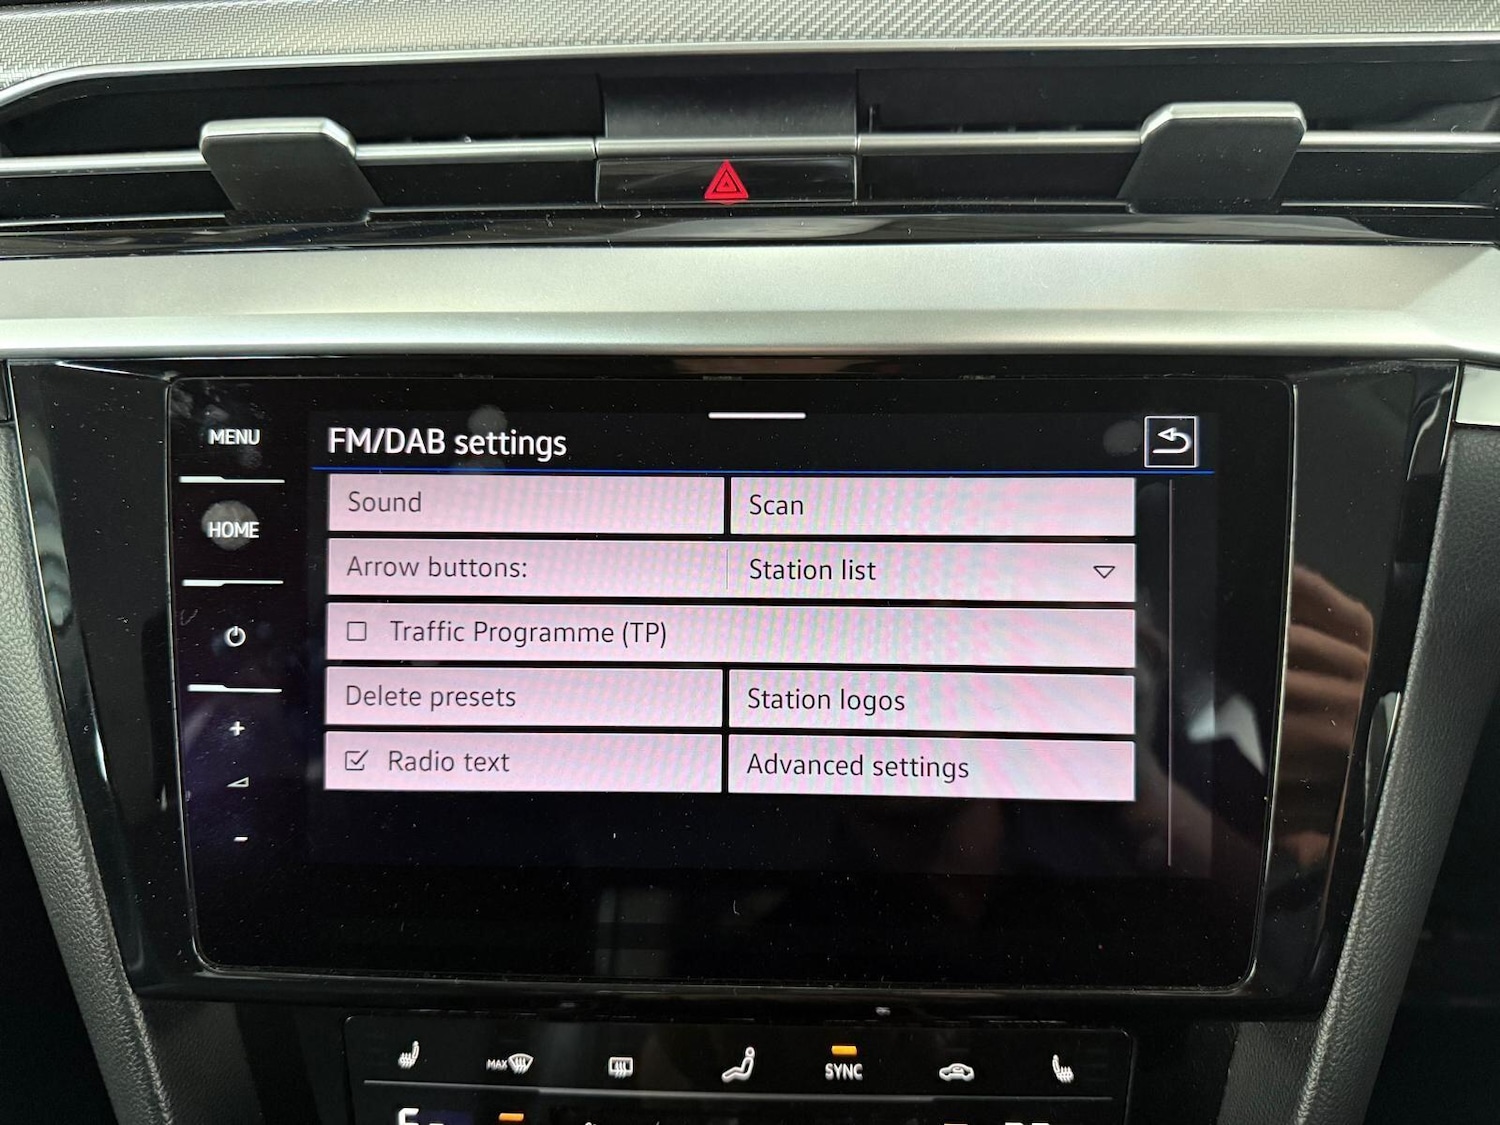 MENU
FM/DAB settings
HOME
Sound
Scan
Arrow buttons:
Station list
Traffic Programme (TP)
Delete presets
Station logos
Radio text
Advanced settings
+
-
MAX
SYNC